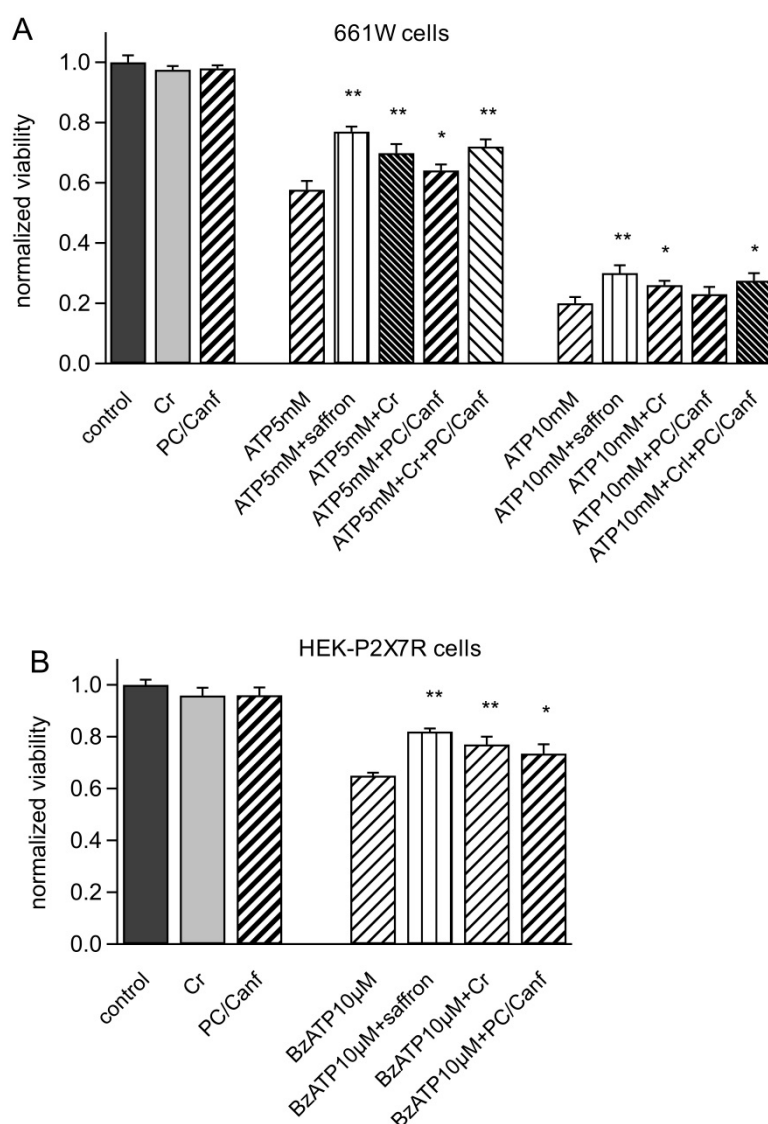 A
661W cells
normalized viability
1.0
0.8
0.6
0.4
0.2
0.0
**
**
*
**
**
*
*
control
Cr
PC/Canf
ATP5mM
ATP5mM+saffron
ATP5mM+Cr
ATP5mM+PC/Canf
ATP5mM+Cr+PC/Canf
ATP10mM
ATP10mM+saffron
ATP10mM+Cr
ATP10mM+PC/Canf
ATP10mM+Crl+PC/Canf
B
HEK-P2X7R cells
normalized viability
1.0
0.8
0.6
0.4
0.2
0.0
**
**
*
control
Cr
PC/Canf
BzATP10µM
BzATP10µM+saffron
BzATP10µM+Cr
BzATP10µM+PC/Canf